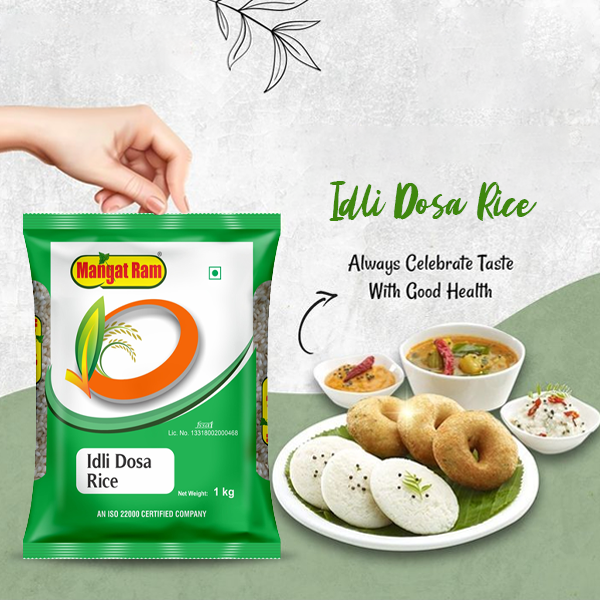 Idli Dosa Rice
Always Celebrate Taste
With Good Health
Mangat Ram
®
fssai
Lic. No. 13318002000468
Idli Dosa
Rice
Net Weight: 1 kg
AN ISO 22000 CERTIFIED COMPANY